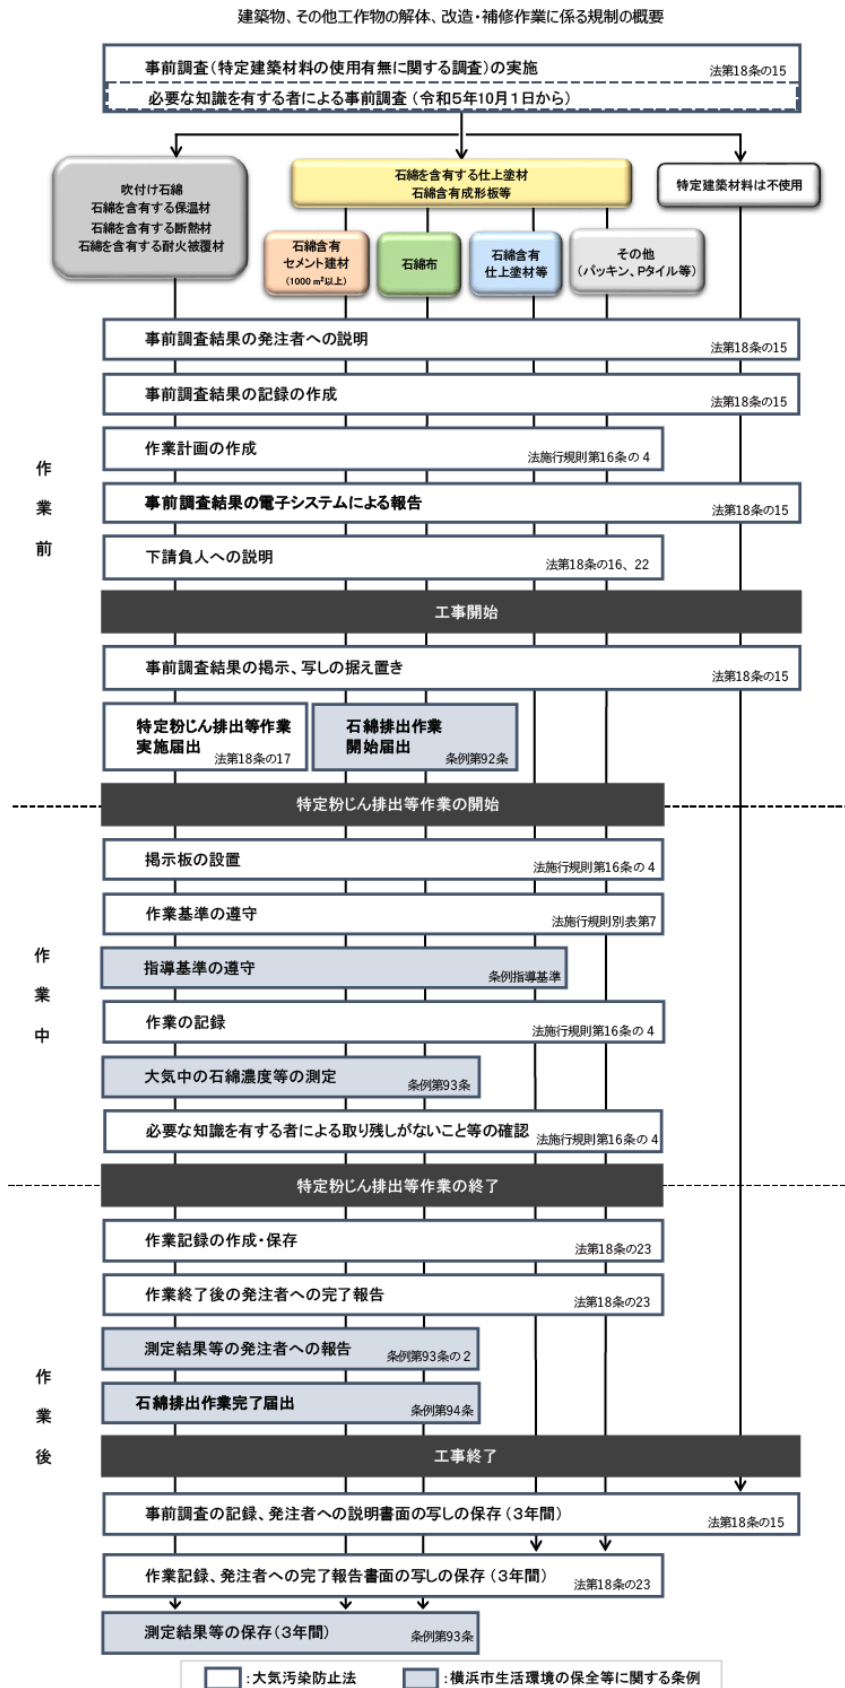 建築物、その他工作物の解体、改造・補修作業に係る規制の概要
事前調査(特定建築材料の使用有無に関する調査)の実施
法第18条の15
必要な知識を有する者による事前調査(令和5年10月1日から)
吹付け石綿
石綿を含有する保温材
石綿を含有する断熱材
石綿を含有する耐火被覆材
石綿を含有する仕上塗材
石綿含有成形板等
特定建築材料は不使用
石綿含有
セメント建材
(1000㎡以上)
石綿布
石綿含有
仕上塗材等
その他
(パッキン、Pタイル等)
作業前
事前調査結果の発注者への説明
法第18条の15
事前調査結果の記録の作成
法第18条の15
作業計画の作成
法施行規則第16条の4
事前調査結果の電子システムによる報告
法第18条の15
下請負人への説明
法第18条の16、22
工事開始
事前調査結果の掲示、写しの据え置き
法第18条の15
特定粉じん排出等作業
実施届出
法第18条の17
石綿排出作業
開始届出
条例第92条
特定粉じん排出等作業の開始
作業中
掲示板の設置
法施行規則第16条の4
作業基準の遵守
法施行規則別表第7
指導基準の遵守
条例指導基準
作業の記録
法施行規則第16条の4
大気中の石綿濃度等の測定
条例第93条
必要な知識を有する者による取り残しがないこと等の確認
法施行規則第16条の4
特定粉じん排出等作業の終了
作業後
作業記録の作成・保存
法第18条の23
作業終了後の発注者への完了報告
法第18条の23
測定結果等の発注者への報告
条例第93条の2
石綿排出作業完了届出
条例第94条
工事終了
事前調査の記録、発注者への説明書面の写しの保存(3年間)
法第18条の15
作業記録、発注者への完了報告書面の写しの保存(3年間)
法第18条の23
測定結果等の保存(3年間)
条例第93条
:大気汚染防止法
:横浜市生活環境の保全等に関する条例